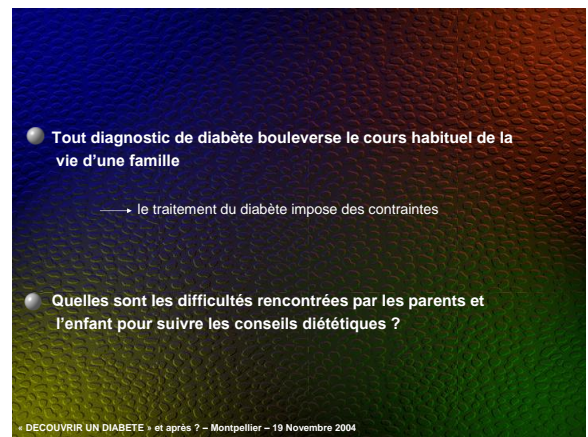 Tout diagnostic de diabète bouleverse le cours habituel de la
vie d'une famille
le traitement du diabète impose des contraintes
Quelles sont les difficultés rencontrées par les parents et
l'enfant pour suivre les conseils diététiques ?
« DECOUVRIR UN DIABETE » et après ? – Montpellier – 19 Novembre 2004